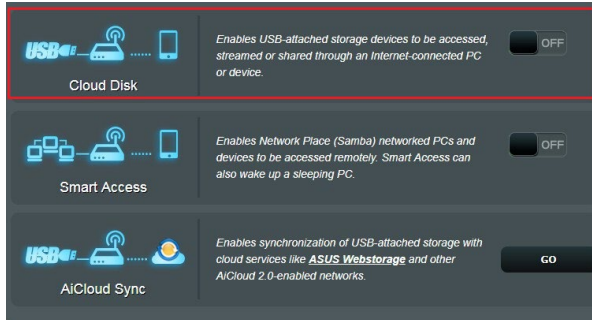 Enables USB-attached storage devices to be accessed,
USB
streamed or shared through an Internet-connected PC
OFF
or device.
Cloud Disk
Enables Network Place (Samba) networked PCs and
devices to be accessed remotely. Smart Access can
OFF
also wake up a sleeping PC.
Smart Access
Enables synchronization of USB-attached storage with
USB
cloud services like ASUS Webstorage and other
GO
AiCloud 2.0-enabled networks.
AiCloud Sync